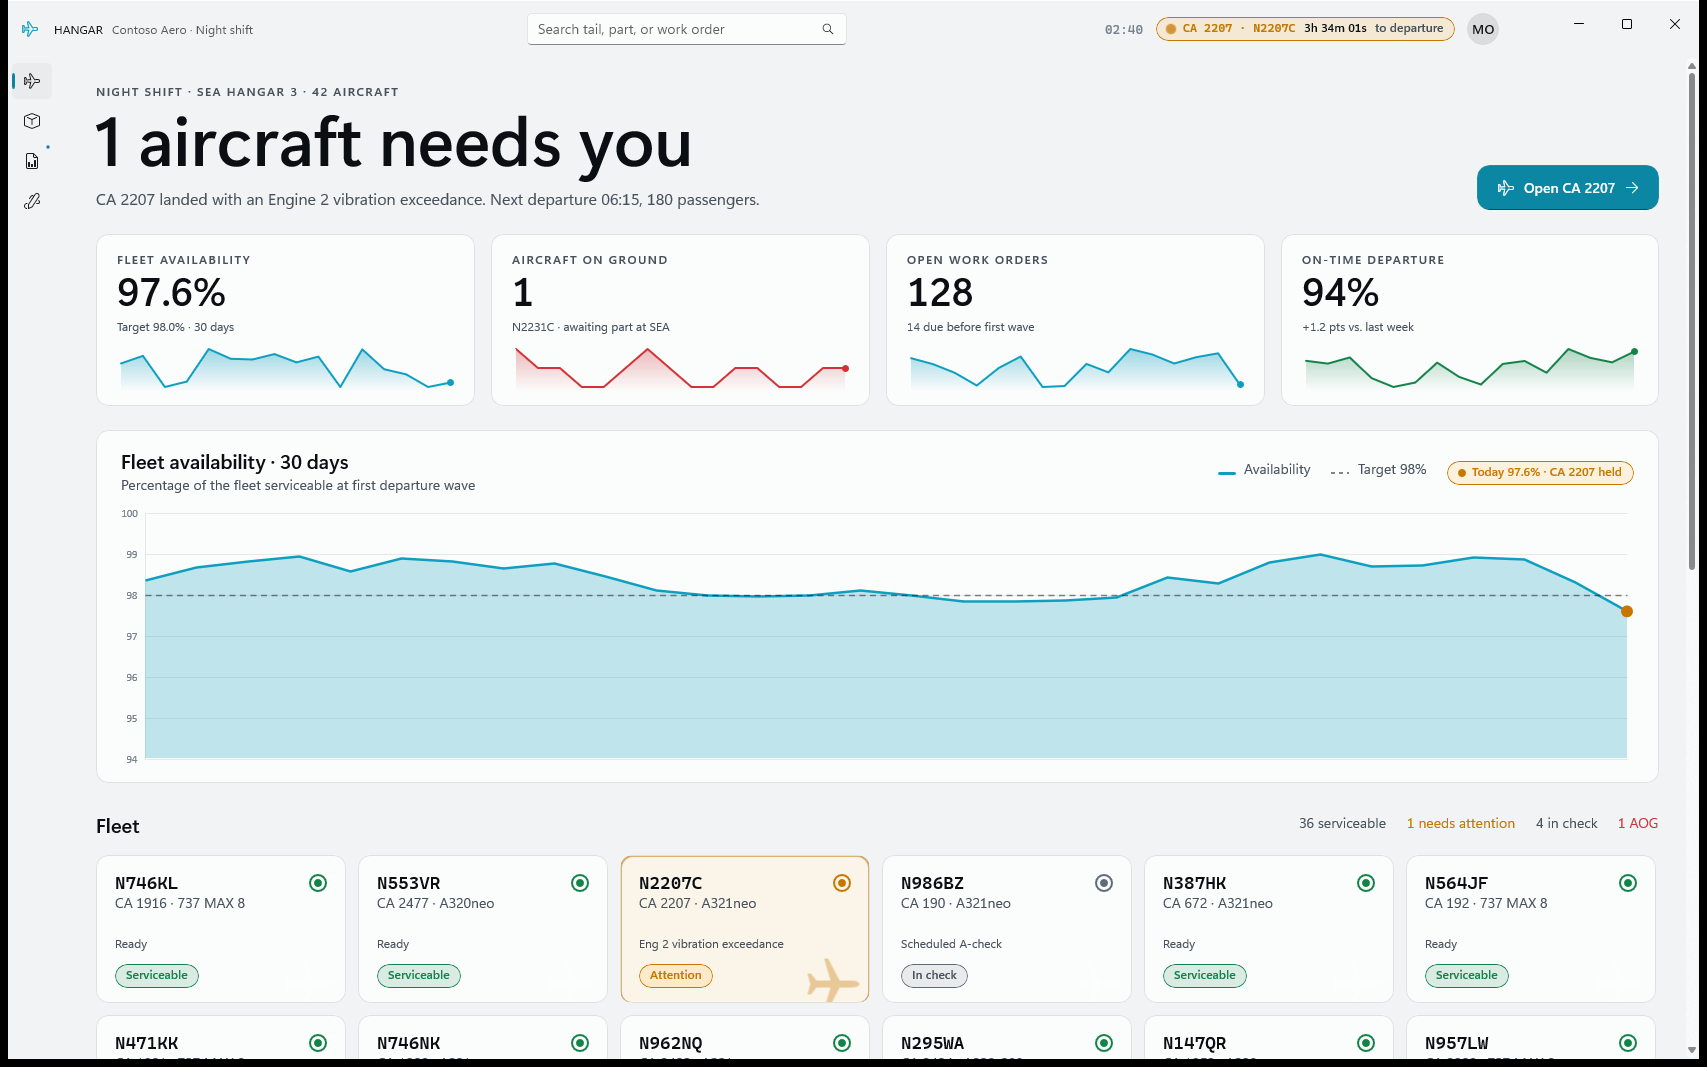 HANGAR Contoso Aero · Night shift
Search tail, part, or work order
02:40
CA 2207 · N2207C 3h 34m 01s to departure
MO
NIGHT SHIFT · SEA HANGAR 3 · 42 AIRCRAFT
1 aircraft needs you
CA 2207 landed with an Engine 2 vibration exceedance. Next departure 06:15, 180 passengers.
Open CA 2207
FLEET AVAILABILITY
97.6%
Target 98.0% · 30 days
AIRCRAFT ON GROUND
1
N2231C · awaiting part at SEA
OPEN WORK ORDERS
128
14 due before first wave
ON-TIME DEPARTURE
94%
+1.2 pts vs. last week
Fleet availability · 30 days
Percentage of the fleet serviceable at first departure wave
Availability
Target 98%
Today 97.6% · CA 2207 held
100
99
98
97
96
95
94
Fleet
36 serviceable
1 needs attention
4 in check
1 AOG
N746KL
CA 1916 · 737 MAX 8
Ready
Serviceable
N553VR
CA 2477 · A320neo
Ready
Serviceable
N2207C
CA 2207 · A321neo
Eng 2 vibration exceedance
Attention
N986BZ
CA 190 · A321neo
Scheduled A-check
In check
N387HK
CA 672 · A321neo
Ready
Serviceable
N564JF
CA 192 · 737 MAX 8
Ready
Serviceable
N471KK
N746NK
N962NQ
N295WA
N147QR
N957LW